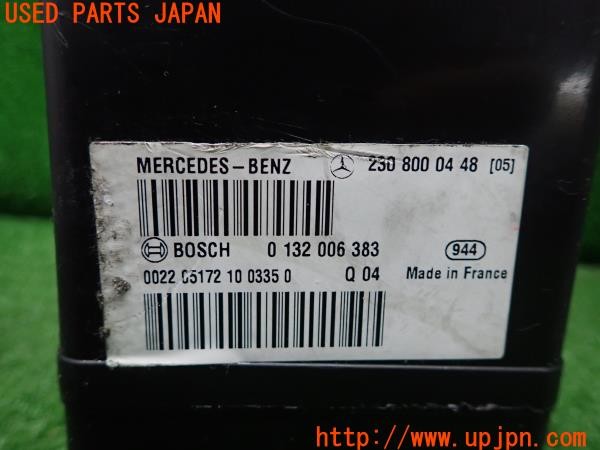 USED PARTS JAPAN
MERCEDES-BENZ 230 800 04 48 [05]
BOSCH 0 132 006 383 944
0022 05172 10 0335 0 Q 04 Made in France
http://www.upjpn.com/